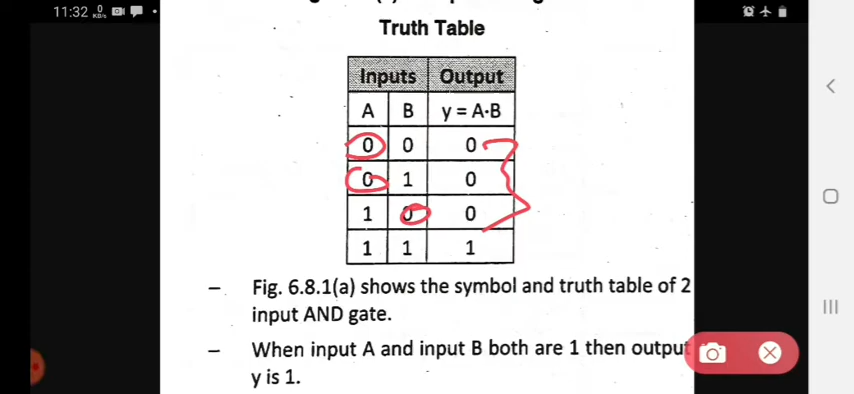 11:32 0 KB/s
Truth Table
Inputs Output
A B y = A·B
0 0 0
0 1 0
1 0 0
1 1 1
– Fig. 6.8.1(a) shows the symbol and truth table of 2
input AND gate.
– When input A and input B both are 1 then output
y is 1.